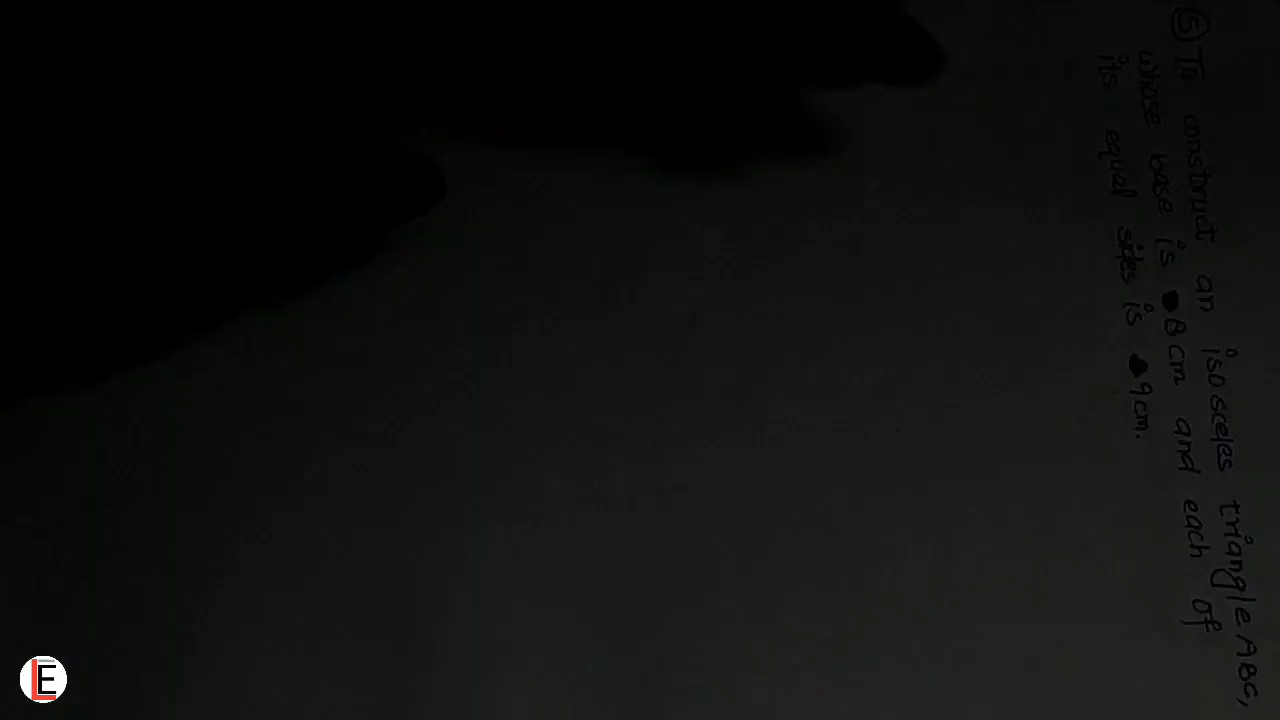 ⑤ To construct an isosceles triangle ABC,
whose base is 8cm and each of
its equal sides is 9cm.
LE